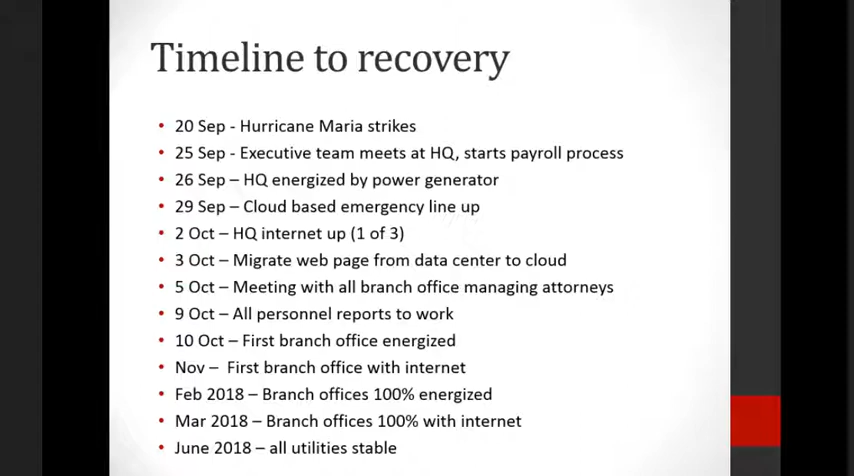 Timeline to recovery
• 20 Sep - Hurricane Maria strikes
• 25 Sep - Executive team meets at HQ, starts payroll process
• 26 Sep – HQ energized by power generator
• 29 Sep – Cloud based emergency line up
• 2 Oct – HQ internet up (1 of 3)
• 3 Oct – Migrate web page from data center to cloud
• 5 Oct – Meeting with all branch office managing attorneys
• 9 Oct – All personnel reports to work
• 10 Oct – First branch office energized
• Nov – First branch office with internet
• Feb 2018 – Branch offices 100% energized
• Mar 2018 – Branch offices 100% with internet
• June 2018 – all utilities stable